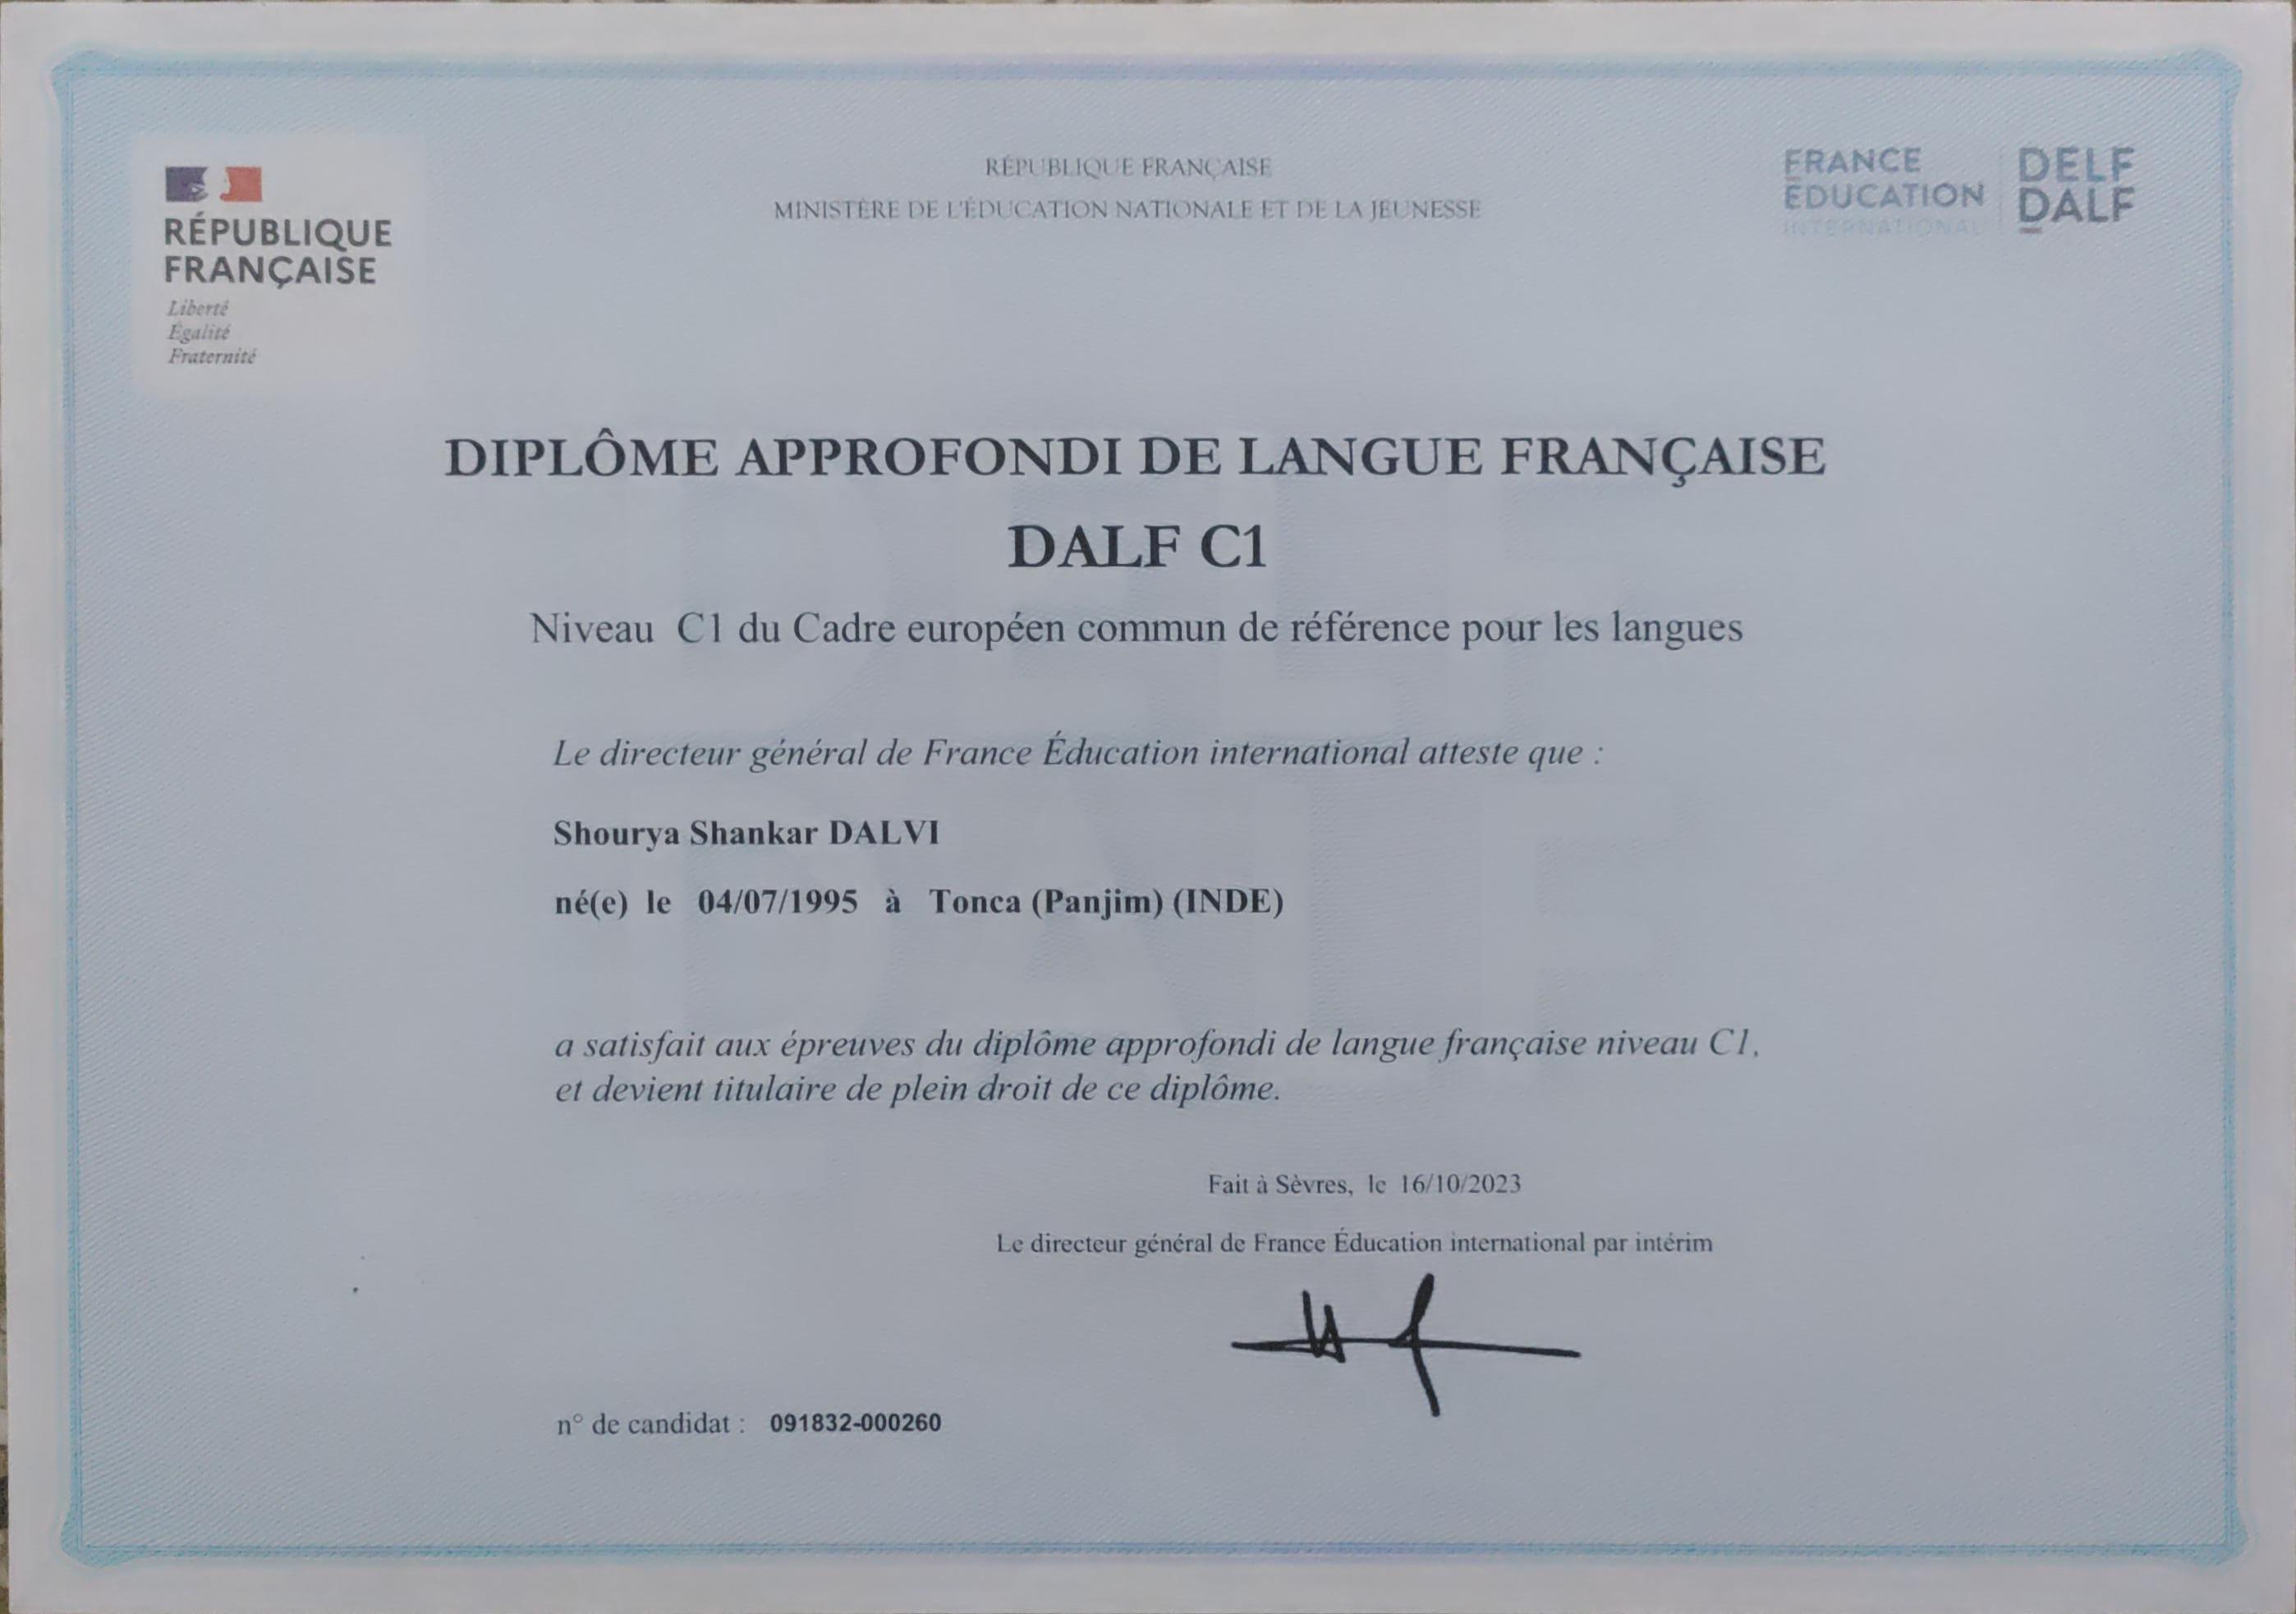 RÉPUBLIQUE
FRANÇAISE
Liberté
Égalité
Fraternité
RÉPUBLIQUE FRANÇAISE
MINISTÈRE DE L'ÉDUCATION NATIONALE ET DE LA JEUNESSE
FRANCE
ÉDUCATION
INTERNATIONAL
DELF
DALF
DIPLÔME APPROFONDI DE LANGUE FRANÇAISE
DALF C1
Niveau C1 du Cadre européen commun de référence pour les langues
Le directeur général de France Éducation international atteste que :
Shourya Shankar DALVI
né(e) le 04/07/1995 à Tonca (Panjim) (INDE)
a satisfait aux épreuves du diplôme approfondi de langue française niveau C1,
et devient titulaire de plein droit de ce diplôme.
Fait à Sèvres, le 16/10/2023
Le directeur général de France Éducation international par intérim
n° de candidat : 091832-000260